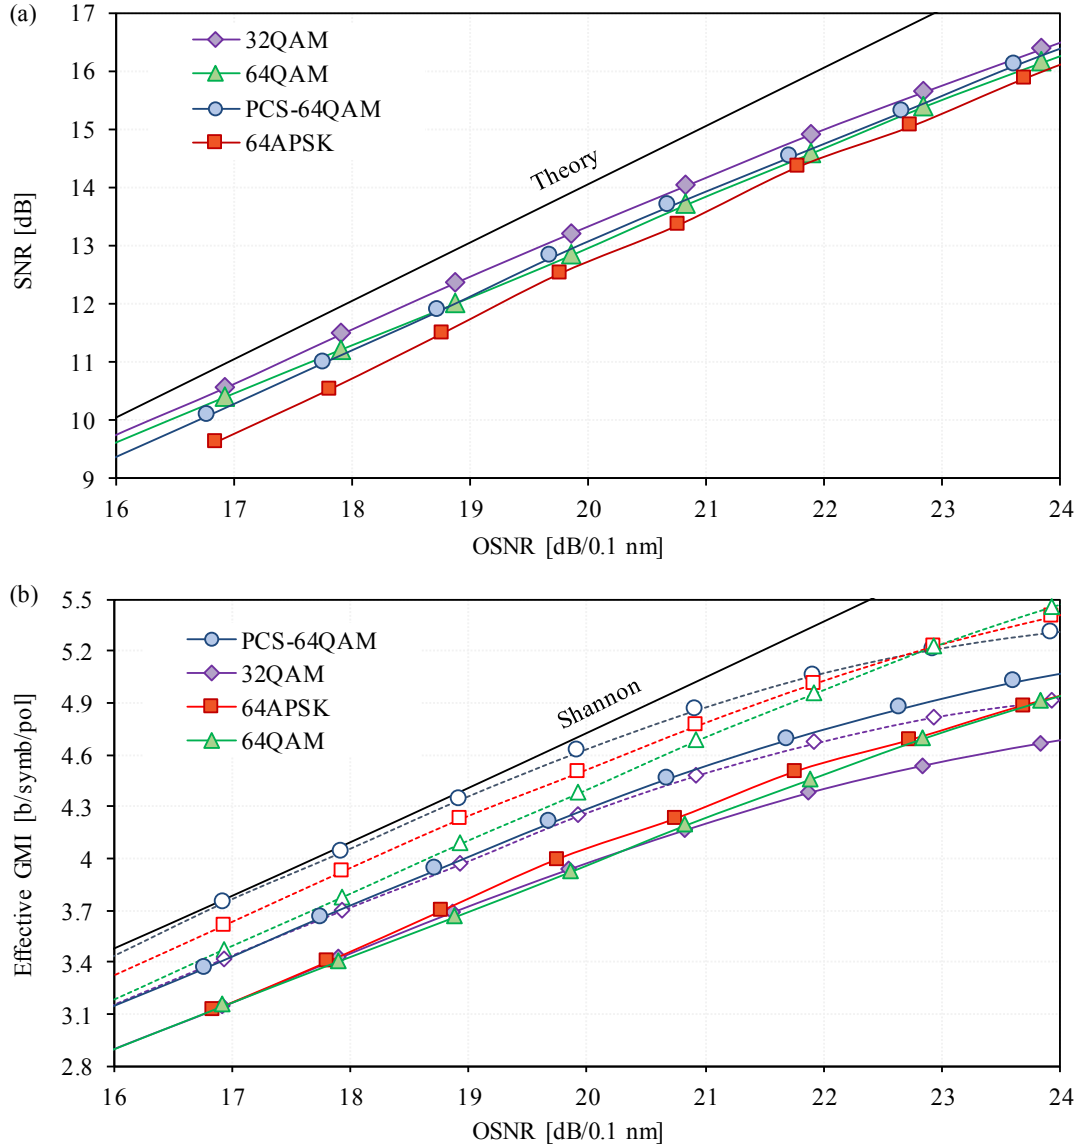 (a)
17
16
15
14
13
12
11
10
9
SNR [dB]
32QAM
64QAM
PCS-64QAM
64APSK
Theory
16 17 18 19 20 21 22 23 24
OSNR [dB/0.1 nm]
(b)
5.5
5.2
4.9
4.6
4.3
4
3.7
3.4
3.1
2.8
Effective GMI [b/symb/pol]
PCS-64QAM
32QAM
64APSK
64QAM
Shannon
16 17 18 19 20 21 22 23 24
OSNR [dB/0.1 nm]